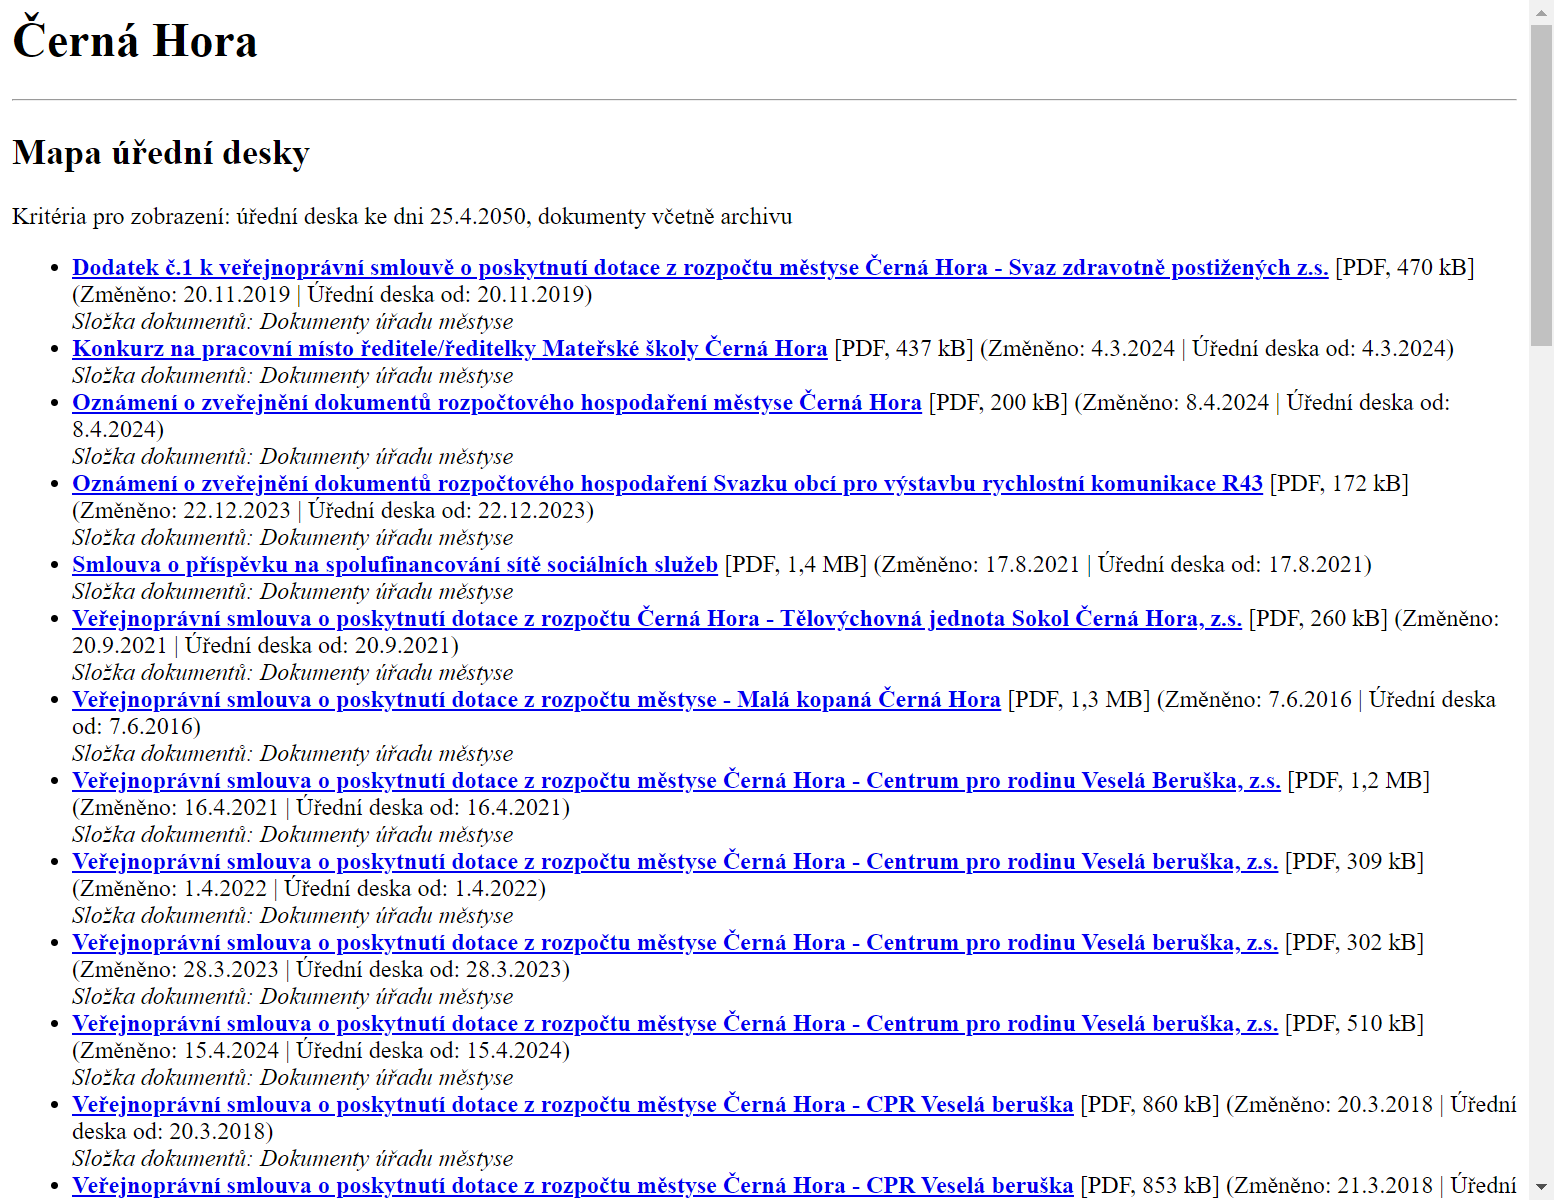 Černá Hora
Mapa úřední desky
Kritéria pro zobrazení: úřední deska ke dni 25.4.2050, dokumenty včetně archivu
Dodatek č.1 k veřejnoprávní smlouvě o poskytnutí dotace z rozpočtu městyse Černá Hora - Svaz zdravotně postižených z.s. [PDF, 470 kB]
(Změněno: 20.11.2019 | Úřední deska od: 20.11.2019)
Složka dokumentů: Dokumenty úřadu městyse
Konkurz na pracovní místo ředitele/ředitelky Mateřské školy Černá Hora [PDF, 437 kB] (Změněno: 4.3.2024 | Úřední deska od: 4.3.2024)
Složka dokumentů: Dokumenty úřadu městyse
Oznámení o zveřejnění dokumentů rozpočtového hospodaření městyse Černá Hora [PDF, 200 kB] (Změněno: 8.4.2024 | Úřední deska od:
8.4.2024)
Složka dokumentů: Dokumenty úřadu městyse
Oznámení o zveřejnění dokumentů rozpočtového hospodaření Svazku obcí pro výstavbu rychlostní komunikace R43 [PDF, 172 kB]
(Změněno: 22.12.2023 | Úřední deska od: 22.12.2023)
Složka dokumentů: Dokumenty úřadu městyse
Smlouva o příspěvku na spolufinancování sítě sociálních služeb [PDF, 1,4 MB] (Změněno: 17.8.2021 | Úřední deska od: 17.8.2021)
Složka dokumentů: Dokumenty úřadu městyse
Veřejnoprávní smlouva o poskytnutí dotace z rozpočtu Černá Hora - Tělovýchovná jednota Sokol Černá Hora, z.s. [PDF, 260 kB] (Změněno:
20.9.2021 | Úřední deska od: 20.9.2021)
Složka dokumentů: Dokumenty úřadu městyse
Veřejnoprávní smlouva o poskytnutí dotace z rozpočtu městyse - Malá kopaná Černá Hora [PDF, 1,3 MB] (Změněno: 7.6.2016 | Úřední deska
od: 7.6.2016)
Složka dokumentů: Dokumenty úřadu městyse
Veřejnoprávní smlouva o poskytnutí dotace z rozpočtu městyse Černá Hora - Centrum pro rodinu Veselá Beruška, z.s. [PDF, 1,2 MB]
(Změněno: 16.4.2021 | Úřední deska od: 16.4.2021)
Složka dokumentů: Dokumenty úřadu městyse
Veřejnoprávní smlouva o poskytnutí dotace z rozpočtu městyse Černá Hora - Centrum pro rodinu Veselá beruška, z.s. [PDF, 309 kB]
(Změněno: 1.4.2022 | Úřední deska od: 1.4.2022)
Složka dokumentů: Dokumenty úřadu městyse
Veřejnoprávní smlouva o poskytnutí dotace z rozpočtu městyse Černá Hora - Centrum pro rodinu Veselá beruška, z.s. [PDF, 302 kB]
(Změněno: 28.3.2023 | Úřední deska od: 28.3.2023)
Složka dokumentů: Dokumenty úřadu městyse
Veřejnoprávní smlouva o poskytnutí dotace z rozpočtu městyse Černá Hora - Centrum pro rodinu Veselá beruška, z.s. [PDF, 510 kB]
(Změněno: 15.4.2024 | Úřední deska od: 15.4.2024)
Složka dokumentů: Dokumenty úřadu městyse
Veřejnoprávní smlouva o poskytnutí dotace z rozpočtu městyse Černá Hora - CPR Veselá beruška [PDF, 860 kB] (Změněno: 20.3.2018 | Úřední
deska od: 20.3.2018)
Složka dokumentů: Dokumenty úřadu městyse
Veřejnoprávní smlouva o poskytnutí dotace z rozpočtu městyse Černá Hora - CPR Veselá beruška [PDF, 853 kB] (Změněno: 21.3.2018 | Úřední